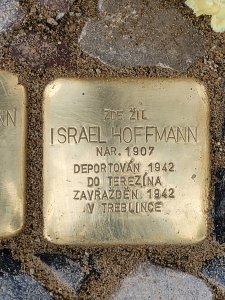 ZDE ŽIL
ISRAEL HOFFMANN
NAR. 1907
DEPORTOVÁN 1942
DO TEREZÍNA
ZAVRAŽDĚN 1942
V TREBLINCE